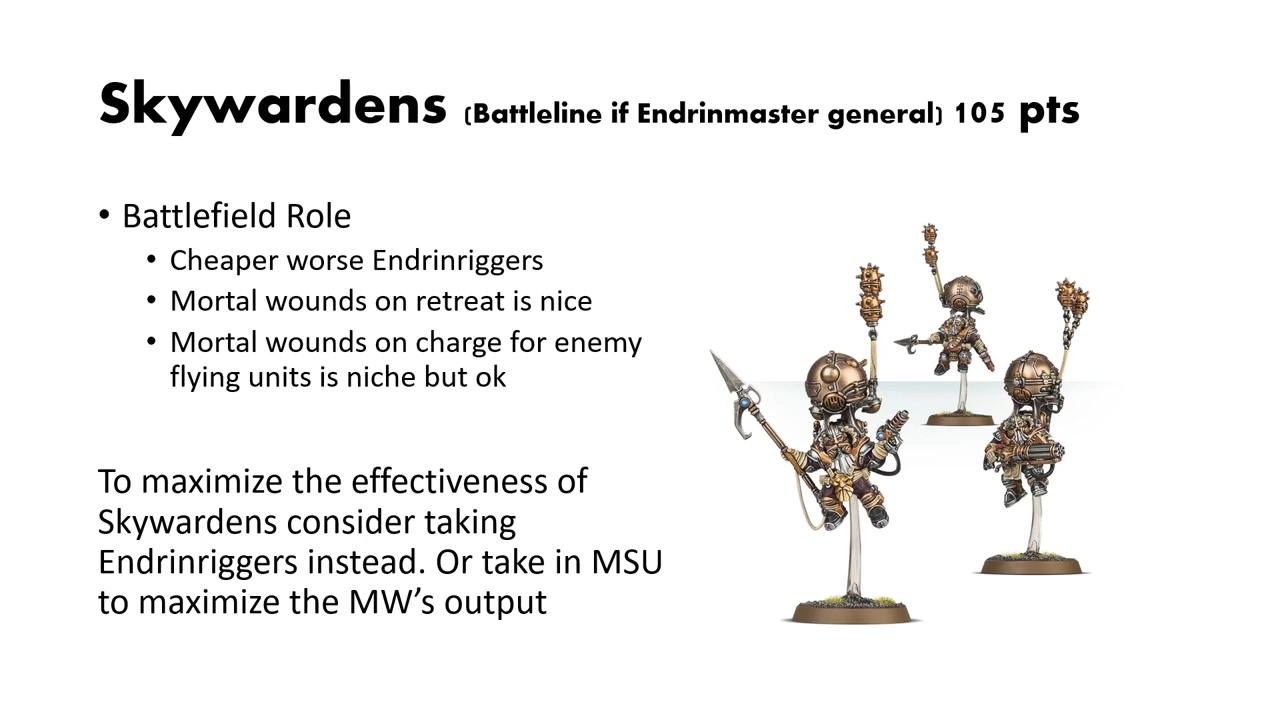 Skywardens (Battleline if Endrinmaster general) 105 pts
• Battlefield Role
• Cheaper worse Endrinriggers
• Mortal wounds on retreat is nice
• Mortal wounds on charge for enemy
flying units is niche but ok
To maximize the effectiveness of
Skywardens consider taking
Endrinriggers instead. Or take in MSU
to maximize the MW’s output